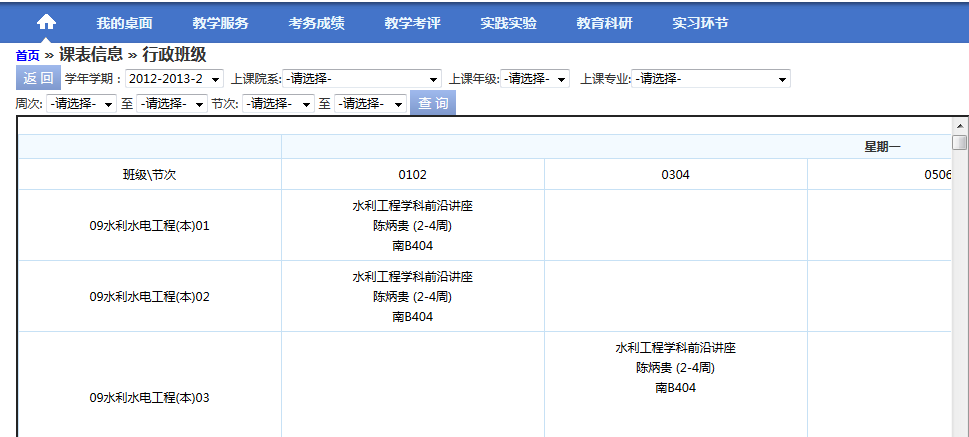 我的桌面 教学服务 考务成绩 教学考评 实践实验 教育科研 实习环节
首页 » 课表信息 » 行政班级
返 回 学年学期：2012-2013-2 上课院系:-请选择- 上课年级:-请选择- 上课专业:-请选择-
周次: -请选择- 至 -请选择- 节次: -请选择- 至 -请选择- 查 询
星期一
班级\节次 0102 0304 0506
水利工程学科前沿讲座
09水利水电工程(本)01 陈炳贵 (2-4周)
南B404
水利工程学科前沿讲座
09水利水电工程(本)02 陈炳贵 (2-4周)
南B404
水利工程学科前沿讲座
陈炳贵 (2-4周)
南B404
09水利水电工程(本)03